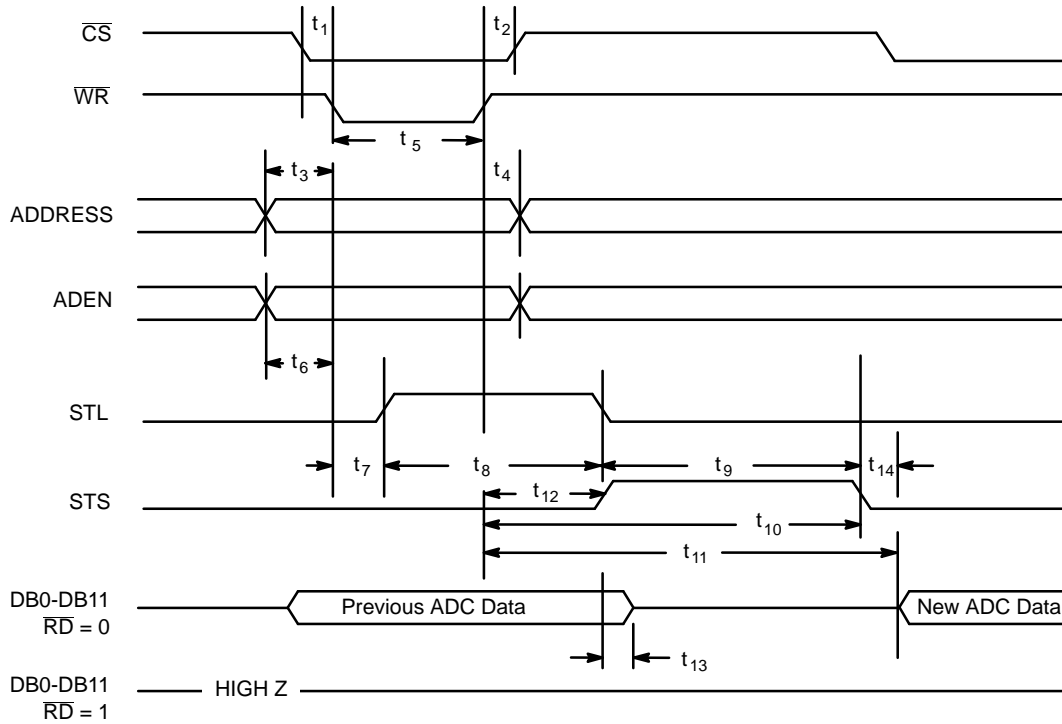 CS t1 t2
WR
t5
t3 t4
ADDRESS
ADEN
t6
STL
t7 t8 t9 t14
STS t12
t10
t11
DB0-DB11 Previous ADC Data New ADC Data
RD = 0
t13
DB0-DB11 HIGH Z
RD = 1